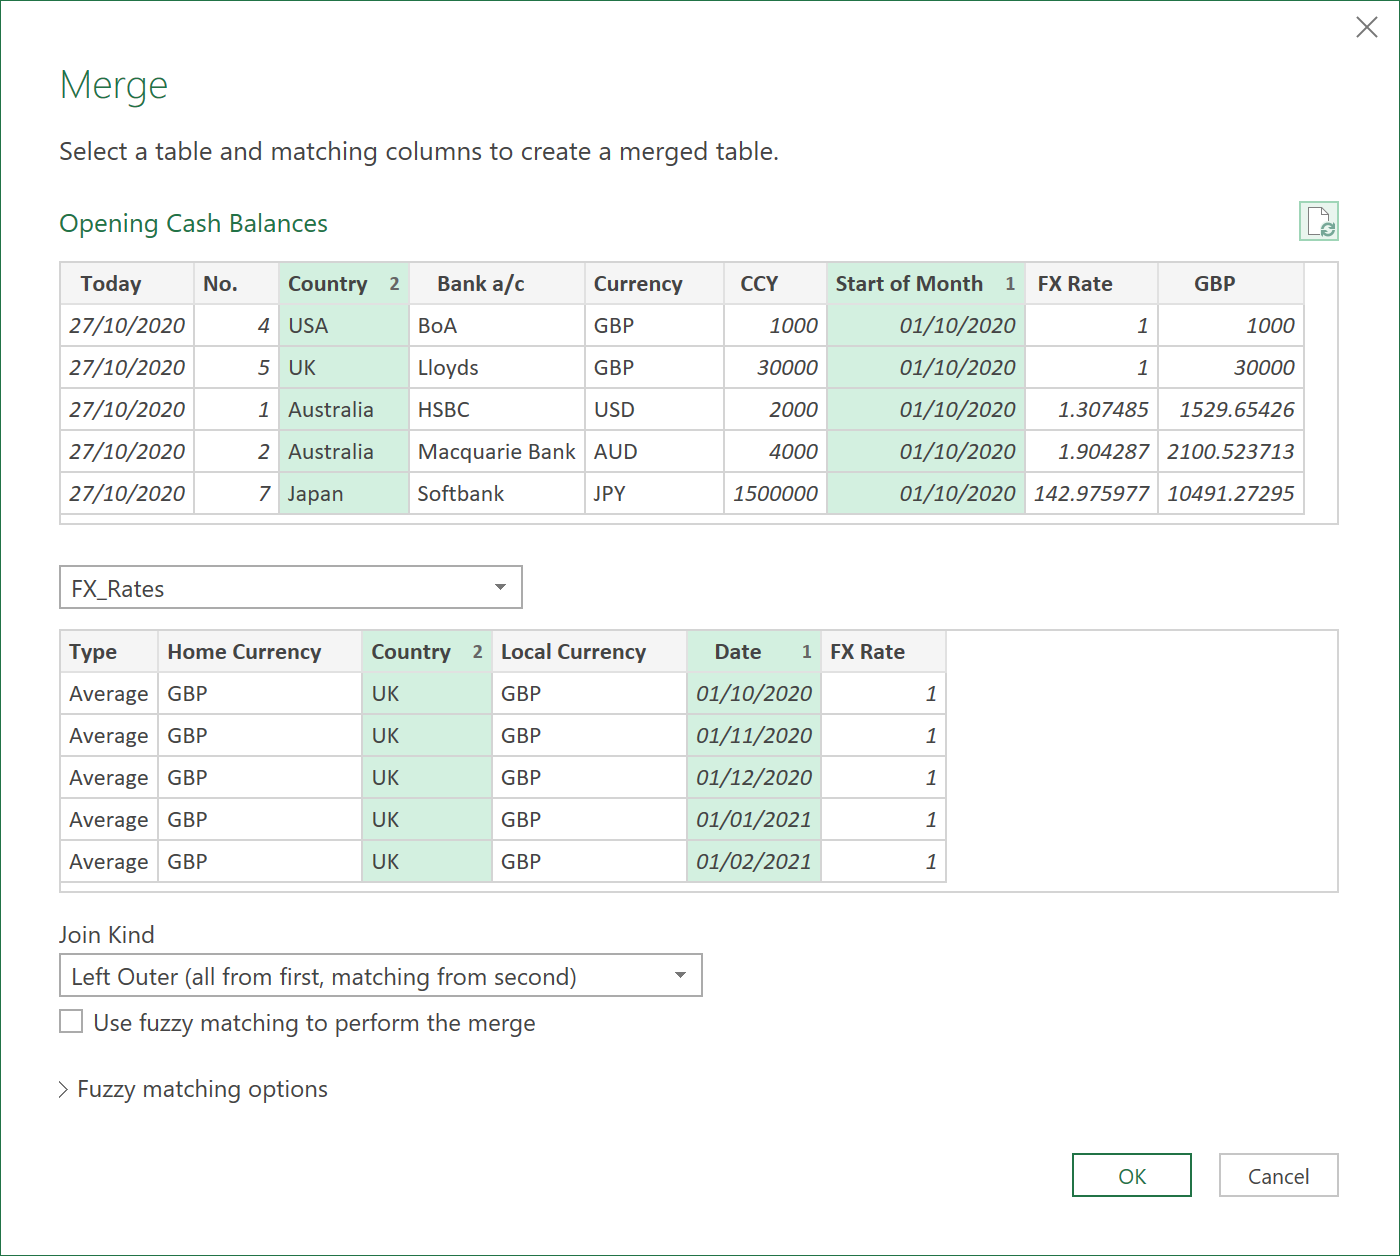 Merge
Select a table and matching columns to create a merged table.
Opening Cash Balances
Today No. Country 2 Bank a/c Currency CCY Start of Month 1 FX Rate GBP
27/10/2020 4 USA BoA GBP 1000 01/10/2020 1 1000
27/10/2020 5 UK Lloyds GBP 30000 01/10/2020 1 30000
27/10/2020 1 Australia HSBC USD 2000 01/10/2020 1.307485 1529.65426
27/10/2020 2 Australia Macquarie Bank AUD 4000 01/10/2020 1.904287 2100.523713
27/10/2020 7 Japan Softbank JPY 1500000 01/10/2020 142.975977 10491.27295
FX_Rates
Type Home Currency Country 2 Local Currency Date 1 FX Rate
Average GBP UK GBP 01/10/2020 1
Average GBP UK GBP 01/11/2020 1
Average GBP UK GBP 01/12/2020 1
Average GBP UK GBP 01/01/2021 1
Average GBP UK GBP 01/02/2021 1
Join Kind
Left Outer (all from first, matching from second)
Use fuzzy matching to perform the merge
Fuzzy matching options
OK Cancel